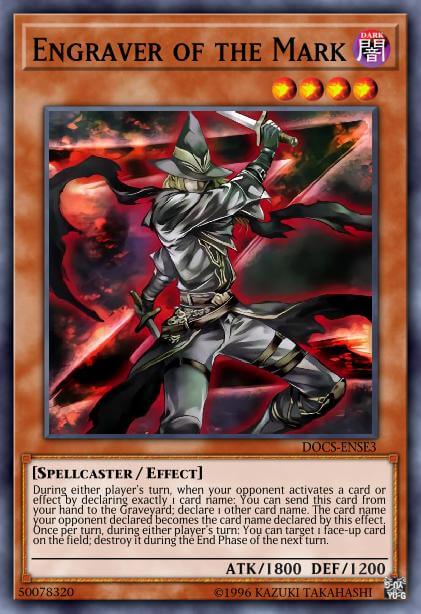 ENGRAVER OF THE MARK
DARK
闇
DOCS-ENSE3
[SPELLCASTER / EFFECT]
During either player's turn, when your opponent activates a card or
effect by declaring exactly 1 card name: You can send this card from
your hand to the Graveyard; declare 1 other card name. The card name
your opponent declared becomes the card name declared by this effect.
Once per turn, during either player's turn: You can target 1 face-up card
on the field; destroy it during the End Phase of the next turn.
ATK/1800 DEF/1200
50078320
©1996 KAZUKI TAKAHASHI